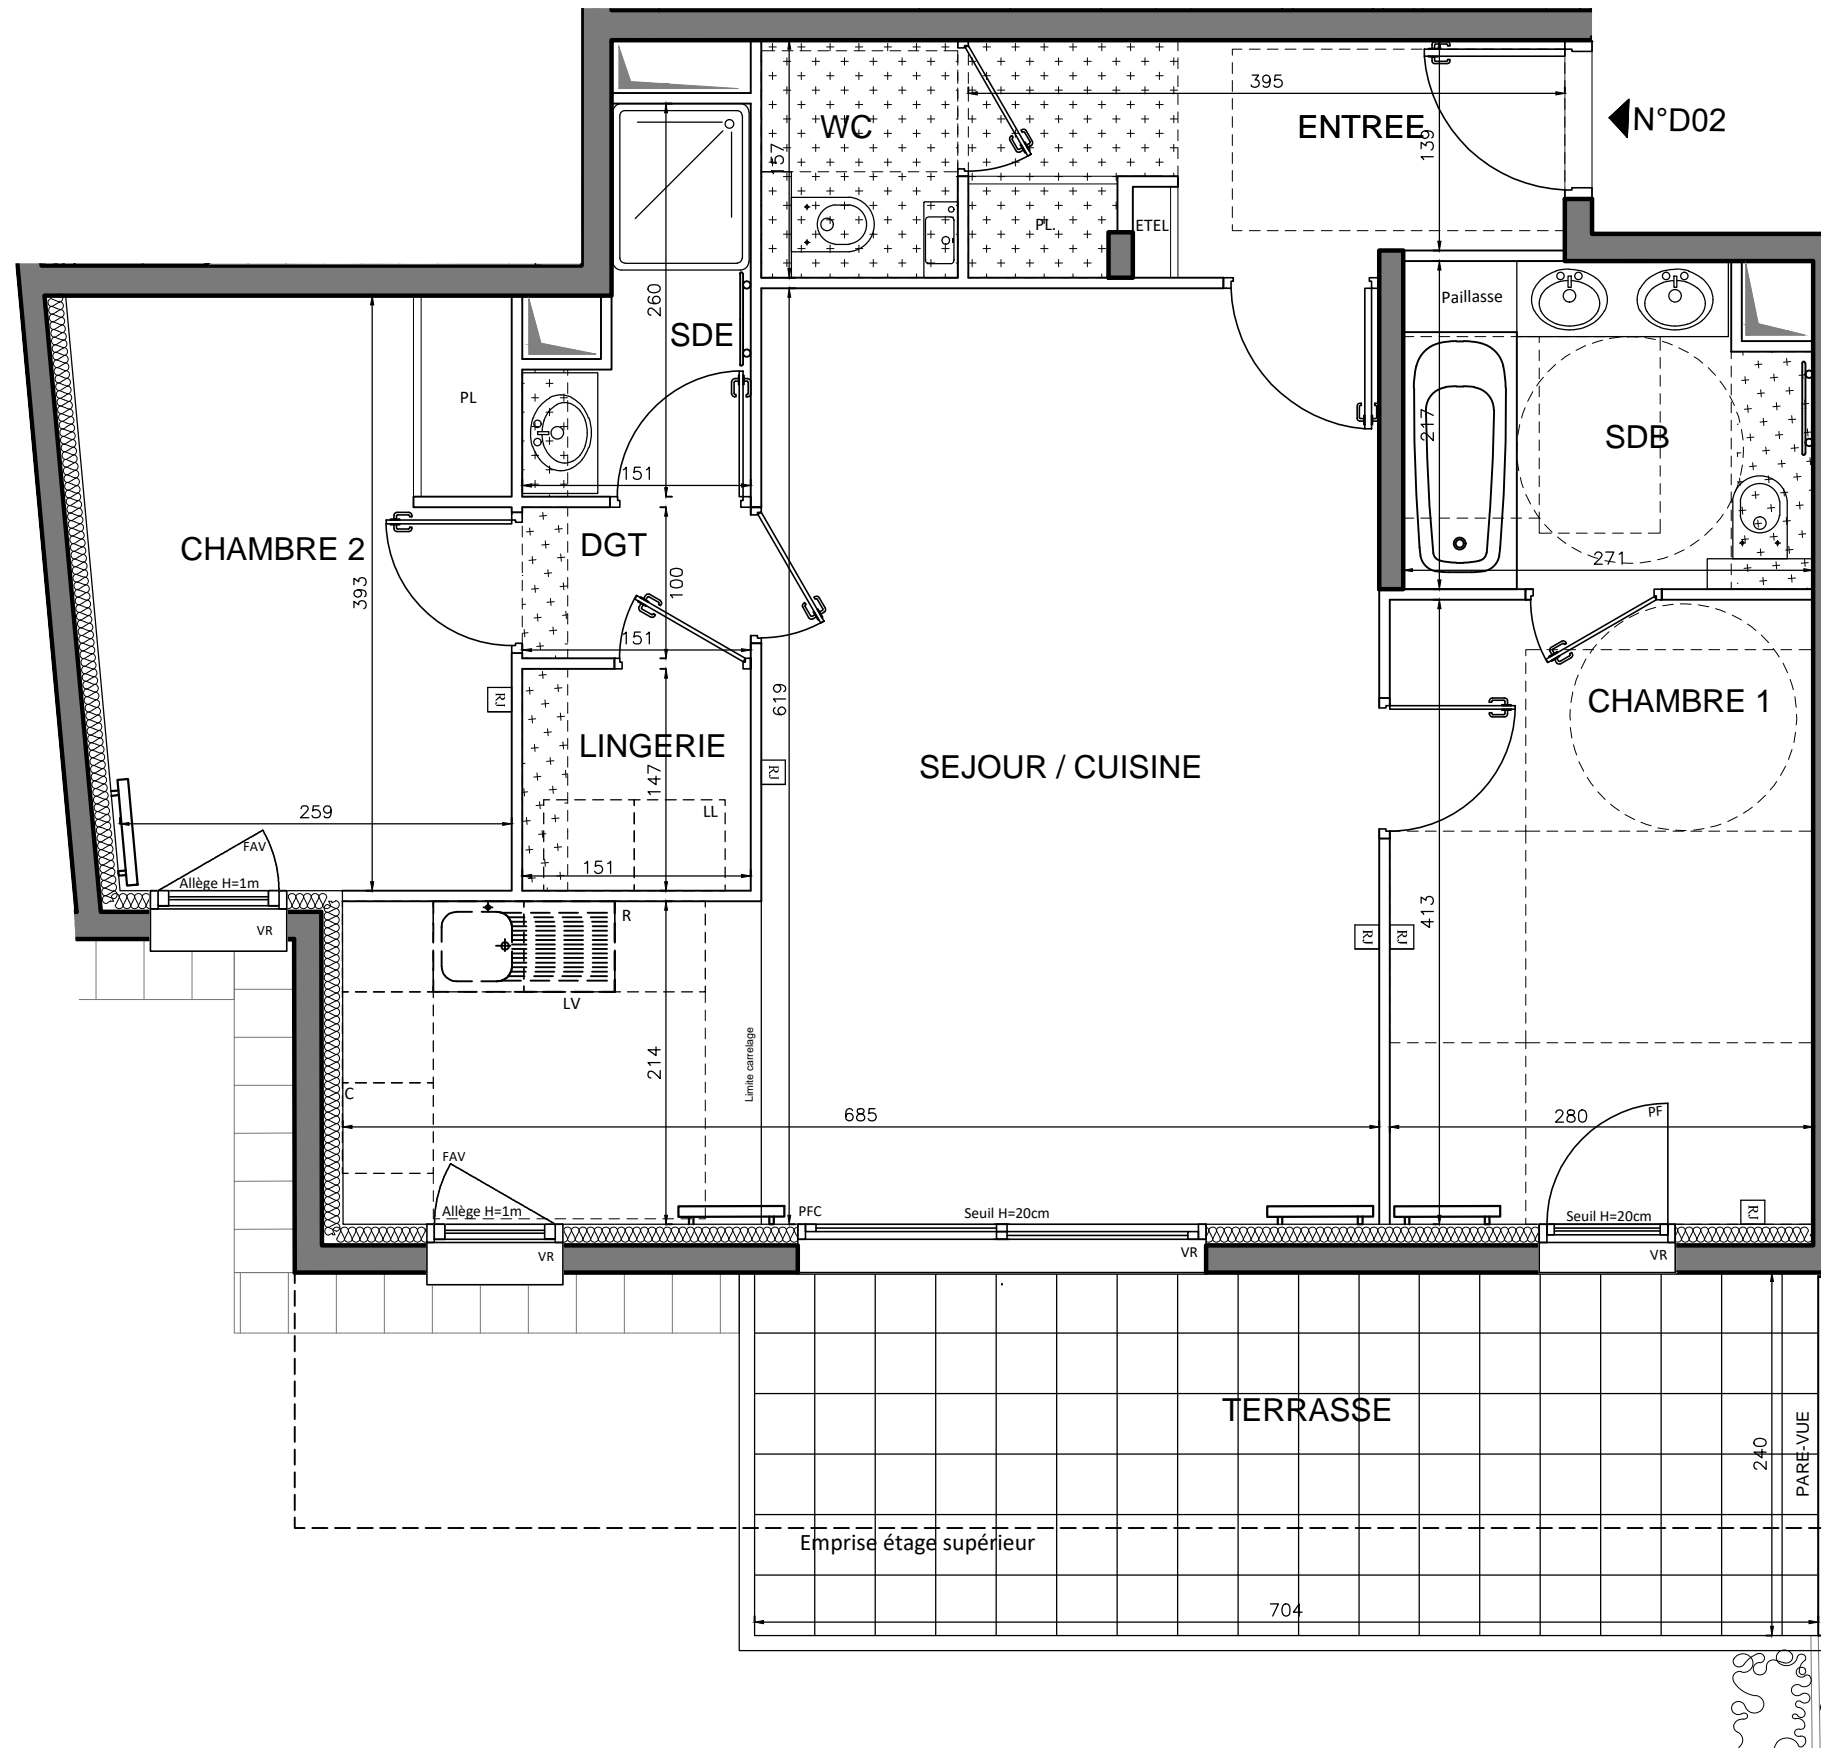 395
WC
ENTREE
N°D02
139
157
PL.
ETEL
260
SDE
Paillasse
PL
217
SDB
151
CHAMBRE 2
DGT
271
393
100
151
RJ
619
CHAMBRE 1
LINGERIE
SEJOUR / CUISINE
147
RJ
259
LL
FAV
151
Allège H=1m
VR
R
413
RJ
RJ
LV
214
Limite carrelage
C
685
280
PF
FAV
Allège H=1m
PFC
Seuil H=20cm
Seuil H=20cm
RJ
VR
VR
VR
TERRASSE
240
PARE-VUE
Emprise étage supérieur
704